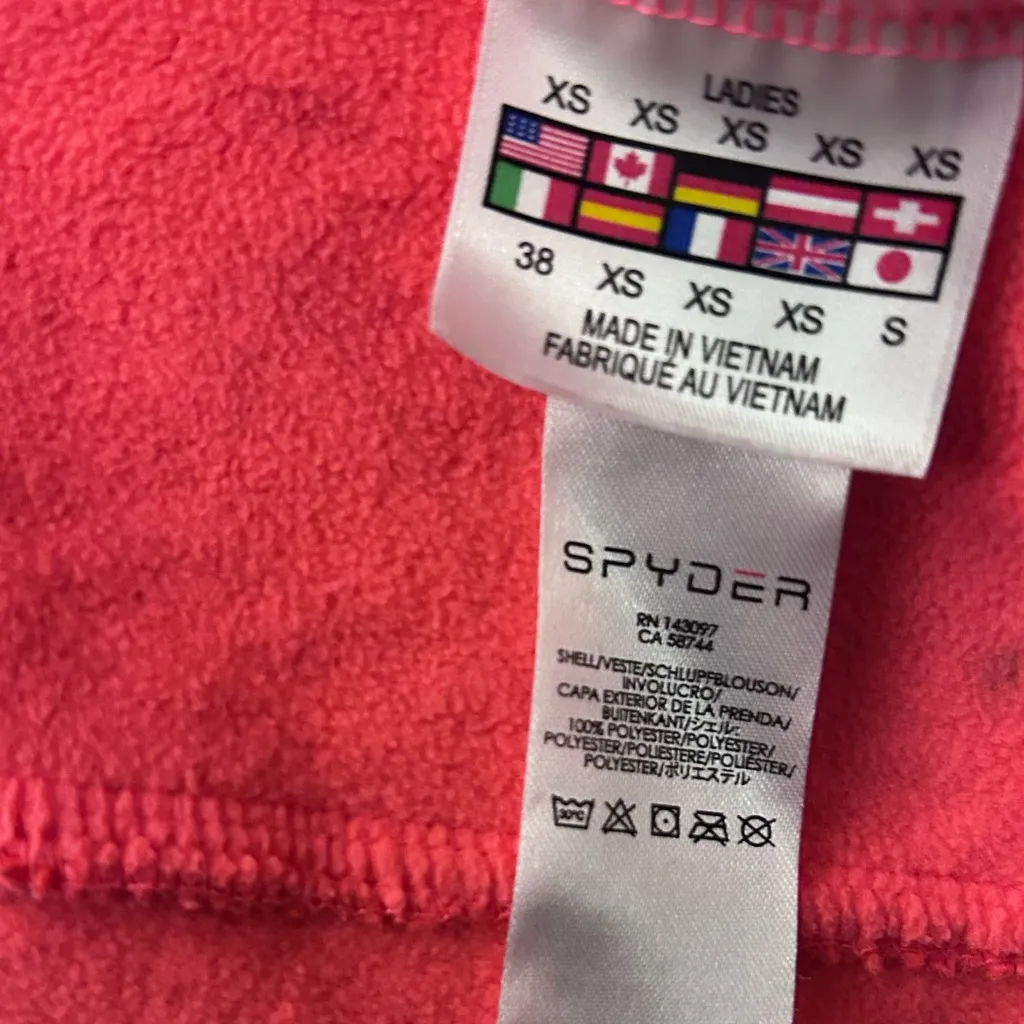 LADIES
XS XS XS XS XS
38 XS XS XS S
MADE IN VIETNAM
FABRIQUÉ AU VIETNAM
SPYDER
RN 143097
CA 58744
SHELL/VESTE/SCHLUPFBLOUSON/
INVOLUCRO/
CAPA EXTERIOR DE LA PRENDA/
BUITENKANT/シェル:
100% POLYESTER/POLYESTER/
POLYESTER/POLIESTERE/POLIÉSTER/
POLYESTER/ポリエステル
30°C